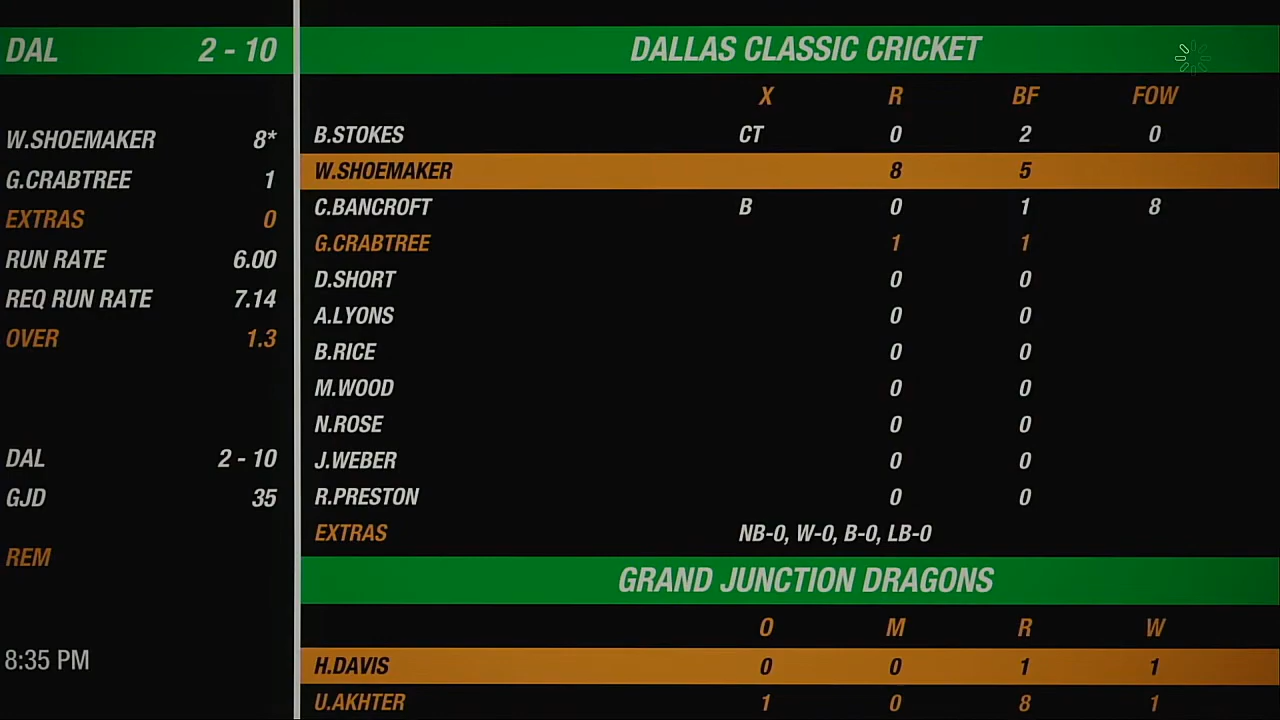 DAL 2 - 10
W.SHOEMAKER 8*
G.CRABTREE 1
EXTRAS 0
RUN RATE 6.00
REQ RUN RATE 7.14
OVER 1.3
DAL 2 - 10
GJD 35
REM
8:35 PM
DALLAS CLASSIC CRICKET
X R BF FOW
B.STOKES CT 0 2 0
W.SHOEMAKER 8 5
C.BANCROFT B 0 1 8
G.CRABTREE 1 1
D.SHORT 0 0
A.LYONS 0 0
B.RICE 0 0
M.WOOD 0 0
N.ROSE 0 0
J.WEBER 0 0
R.PRESTON 0 0
EXTRAS NB-0, W-0, B-0, LB-0
GRAND JUNCTION DRAGONS
O M R W
H.DAVIS 0 0 1 1
U.AKHTER 1 0 8 1